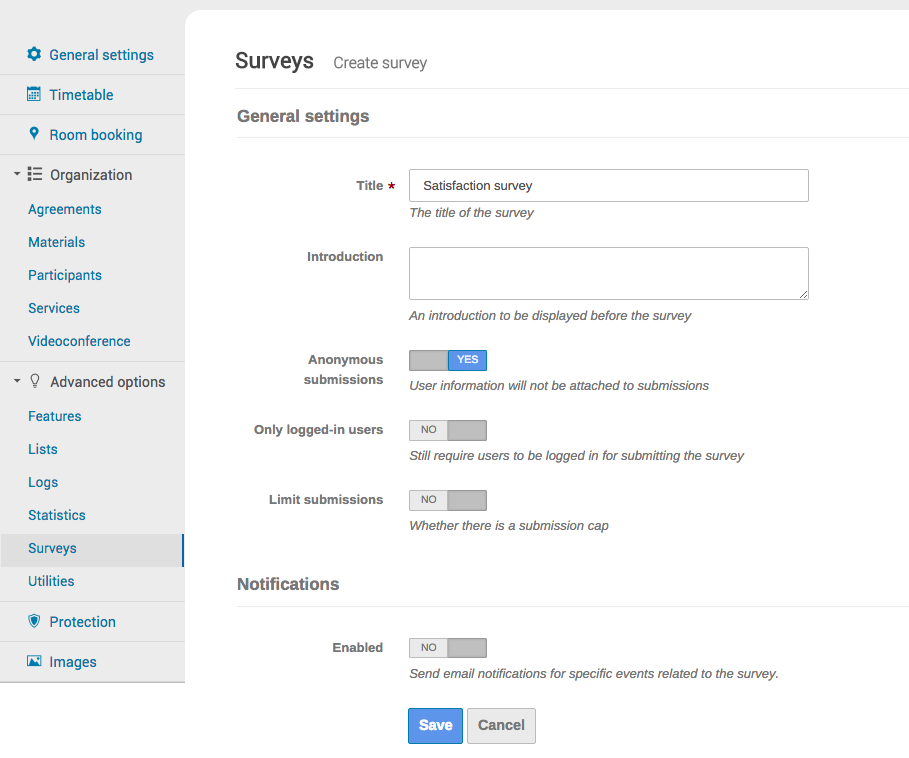 General settings
Timetable
Room booking
Organization
Agreements
Materials
Participants
Services
Videoconference
Advanced options
Features
Lists
Logs
Statistics
Surveys
Utilities
Protection
Images
Surveys Create survey
General settings
Title * Satisfaction survey
The title of the survey
Introduction
An introduction to be displayed before the survey
Anonymous submissions YES
User information will not be attached to submissions
Only logged-in users NO
Still require users to be logged in for submitting the survey
Limit submissions NO
Whether there is a submission cap
Notifications
Enabled NO
Send email notifications for specific events related to the survey.
Save Cancel